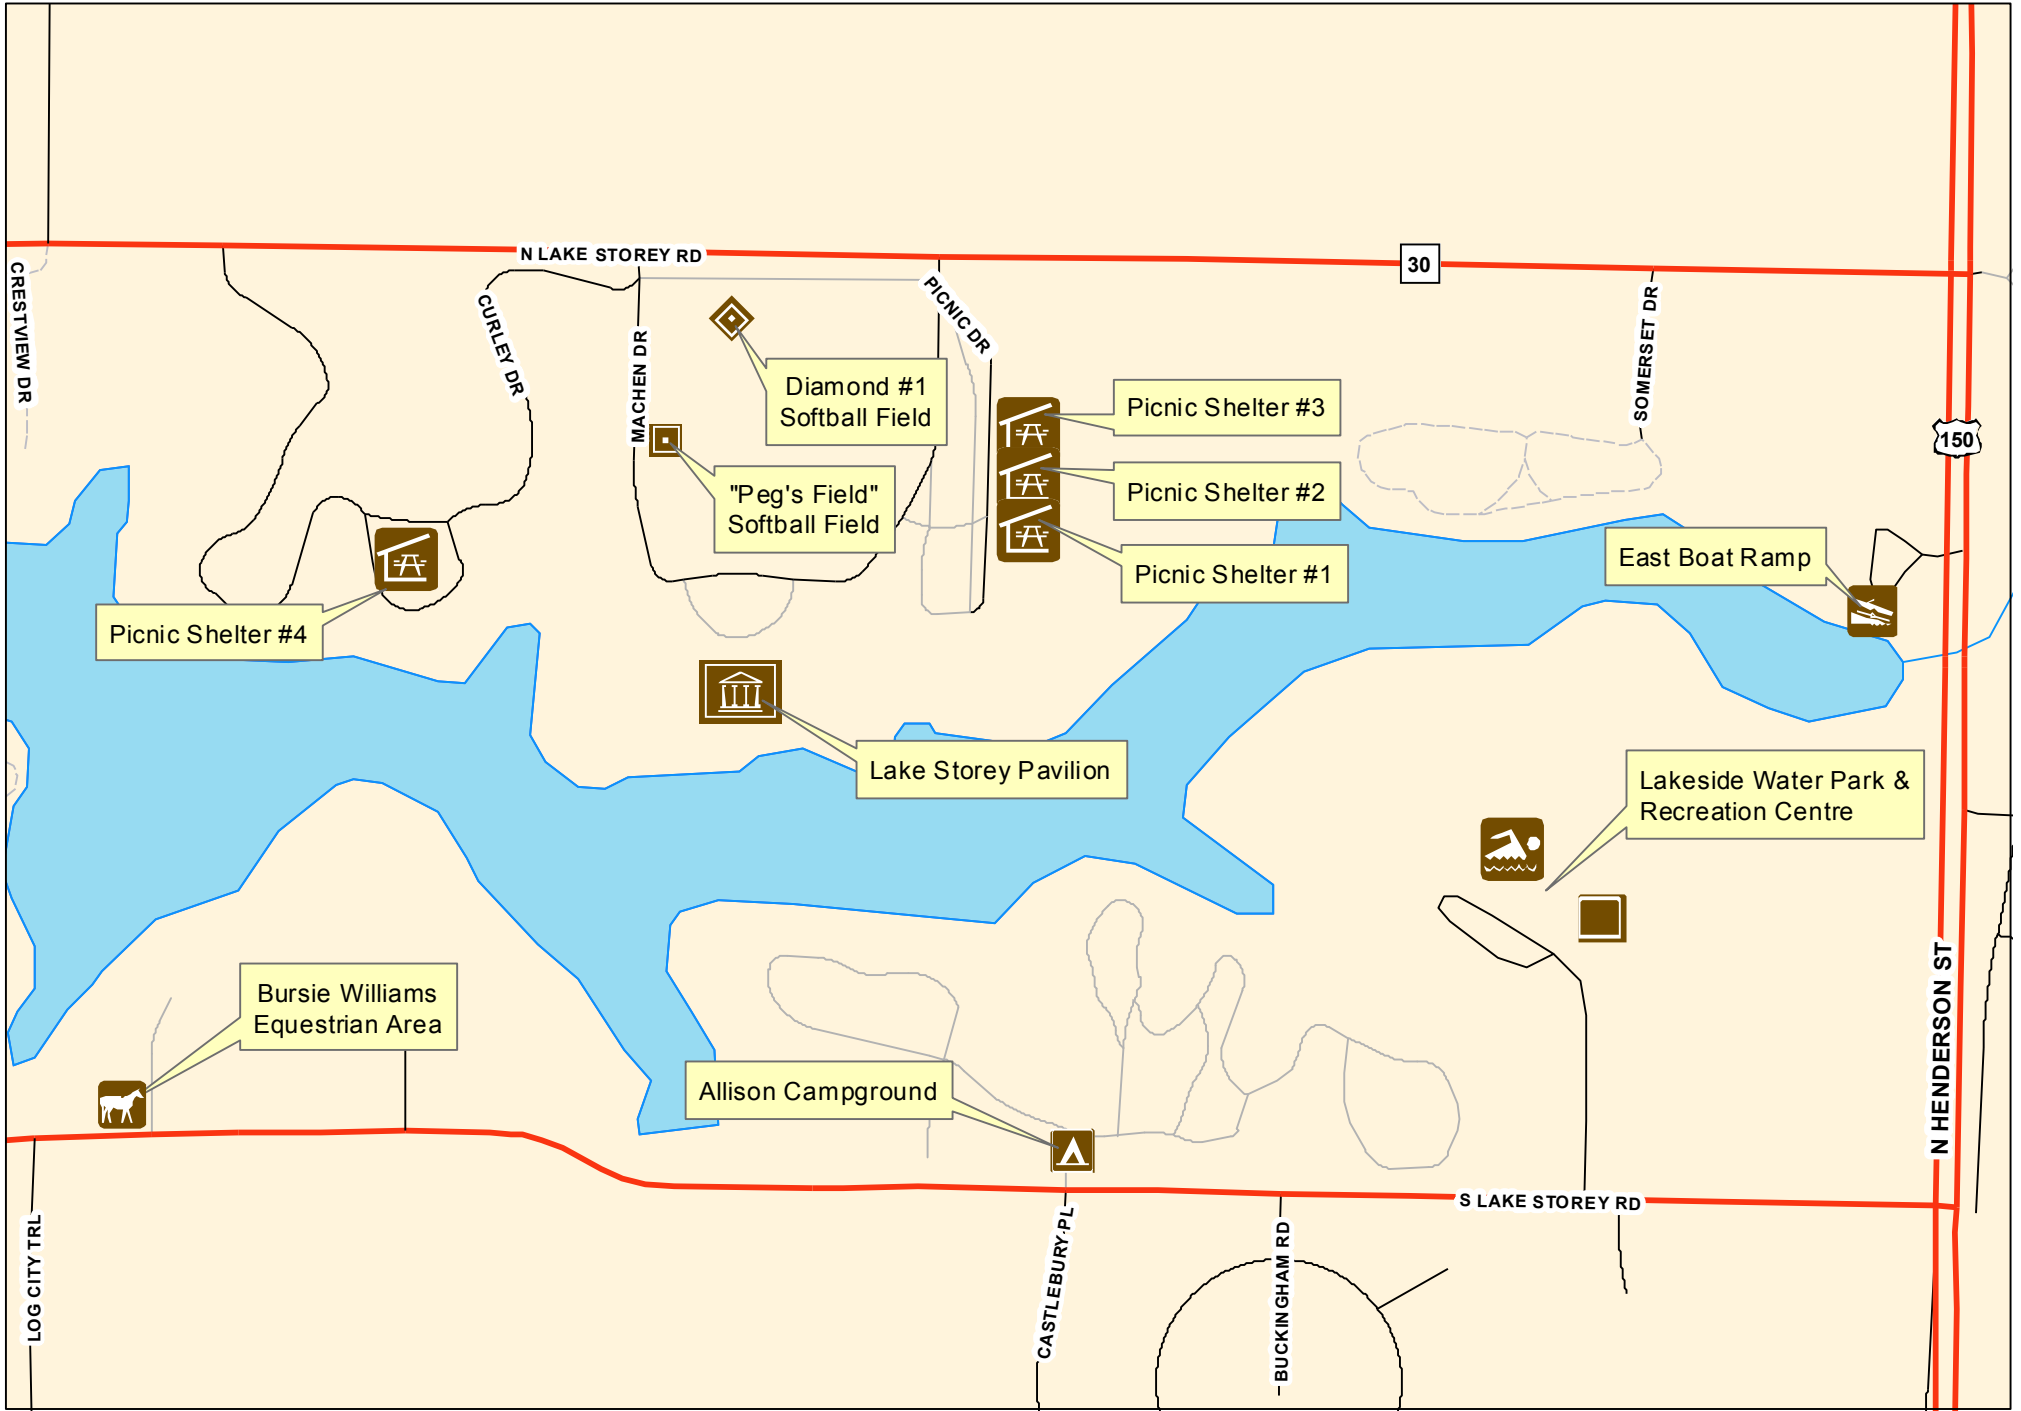 N LAKE STOREY RD
30
CRESTVIEW DR
CURLEY DR
MACHEN DR
PICNIC DR
SOMERSET DR
Diamond #1
Softball Field
Picnic Shelter #3
150
"Peg's Field"
Softball Field
Picnic Shelter #2
East Boat Ramp
Picnic Shelter #1
Picnic Shelter #4
Lake Storey Pavilion
Lakeside Water Park &
Recreation Centre
Bursie Williams
Equestrian Area
Allison Campground
N HENDERSON ST
S LAKE STOREY RD
LOG CITY TRL
CASTLEBURY PL
BUCKINGHAM RD